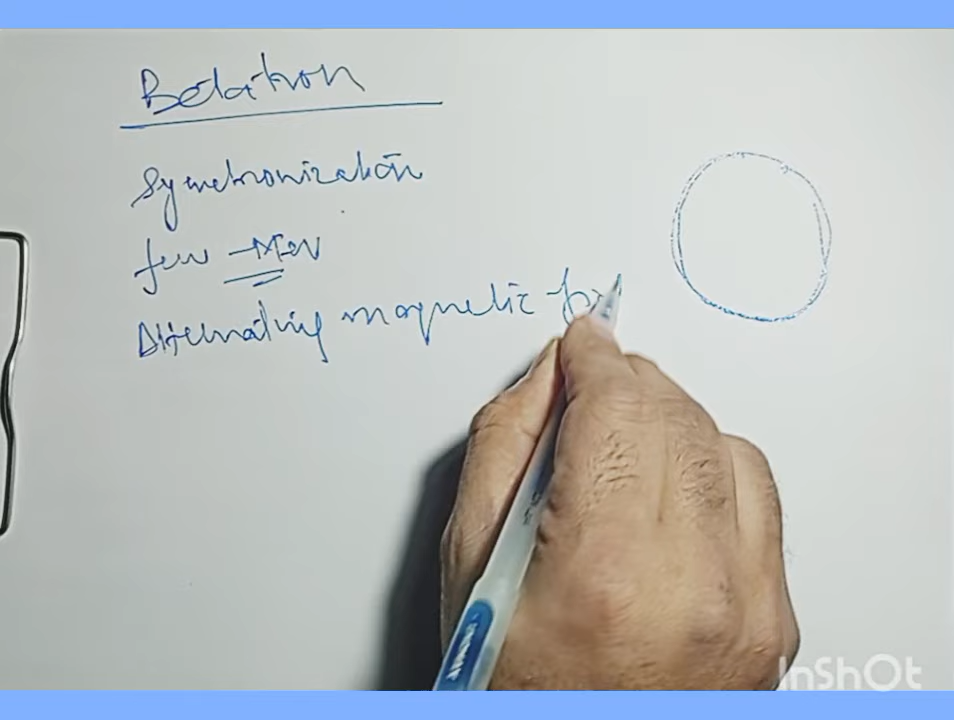 Betatron
Synchronization
few MeV
Alternating magnetic
InShOt